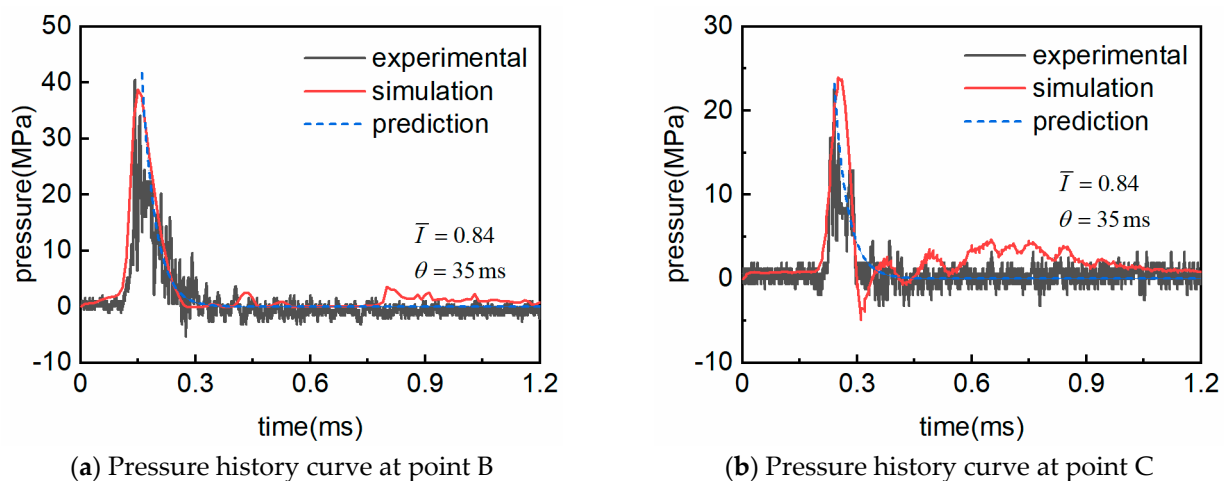 50
40
30
20
10
0
-10
pressure(MPa)
experimental
simulation
prediction
I̅ = 0.84
θ = 35 ms
0 0.3 0.6 0.9 1.2
time(ms)
(a) Pressure history curve at point B
30
20
10
0
-10
pressure(MPa)
experimental
simulation
prediction
I̅ = 0.84
θ = 35 ms
0 0.3 0.6 0.9 1.2
time(ms)
(b) Pressure history curve at point C